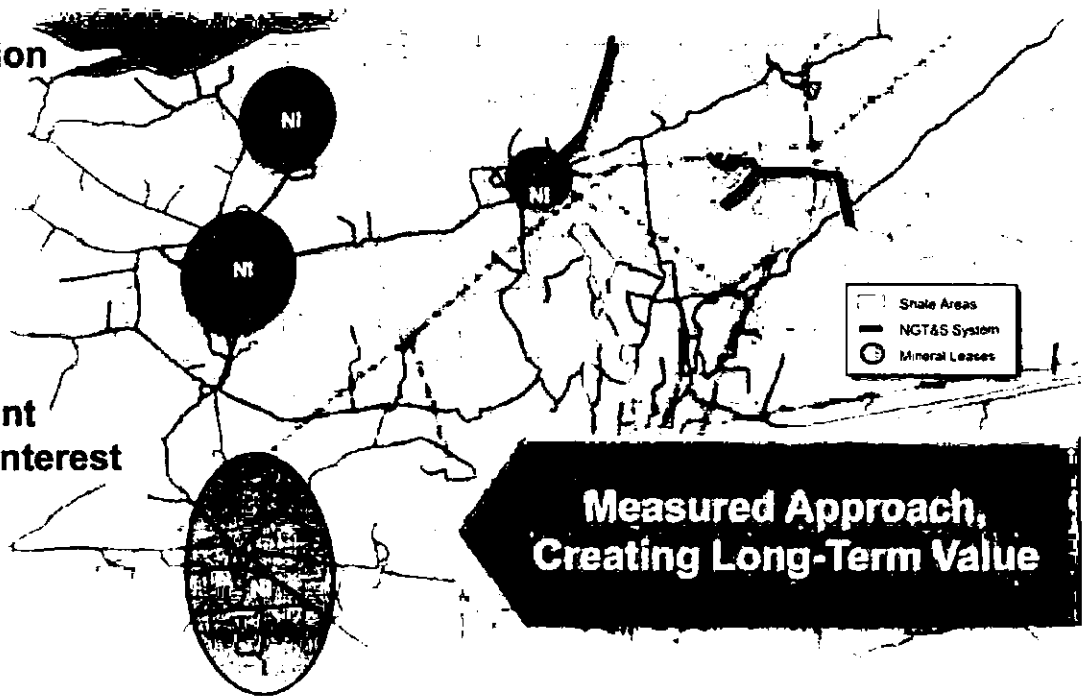 on
NI
NI
NI
Shale Areas
NGT&S System
Mineral Leases
nt
nterest
Measured Approach,
Creating Long-Term Value
NI